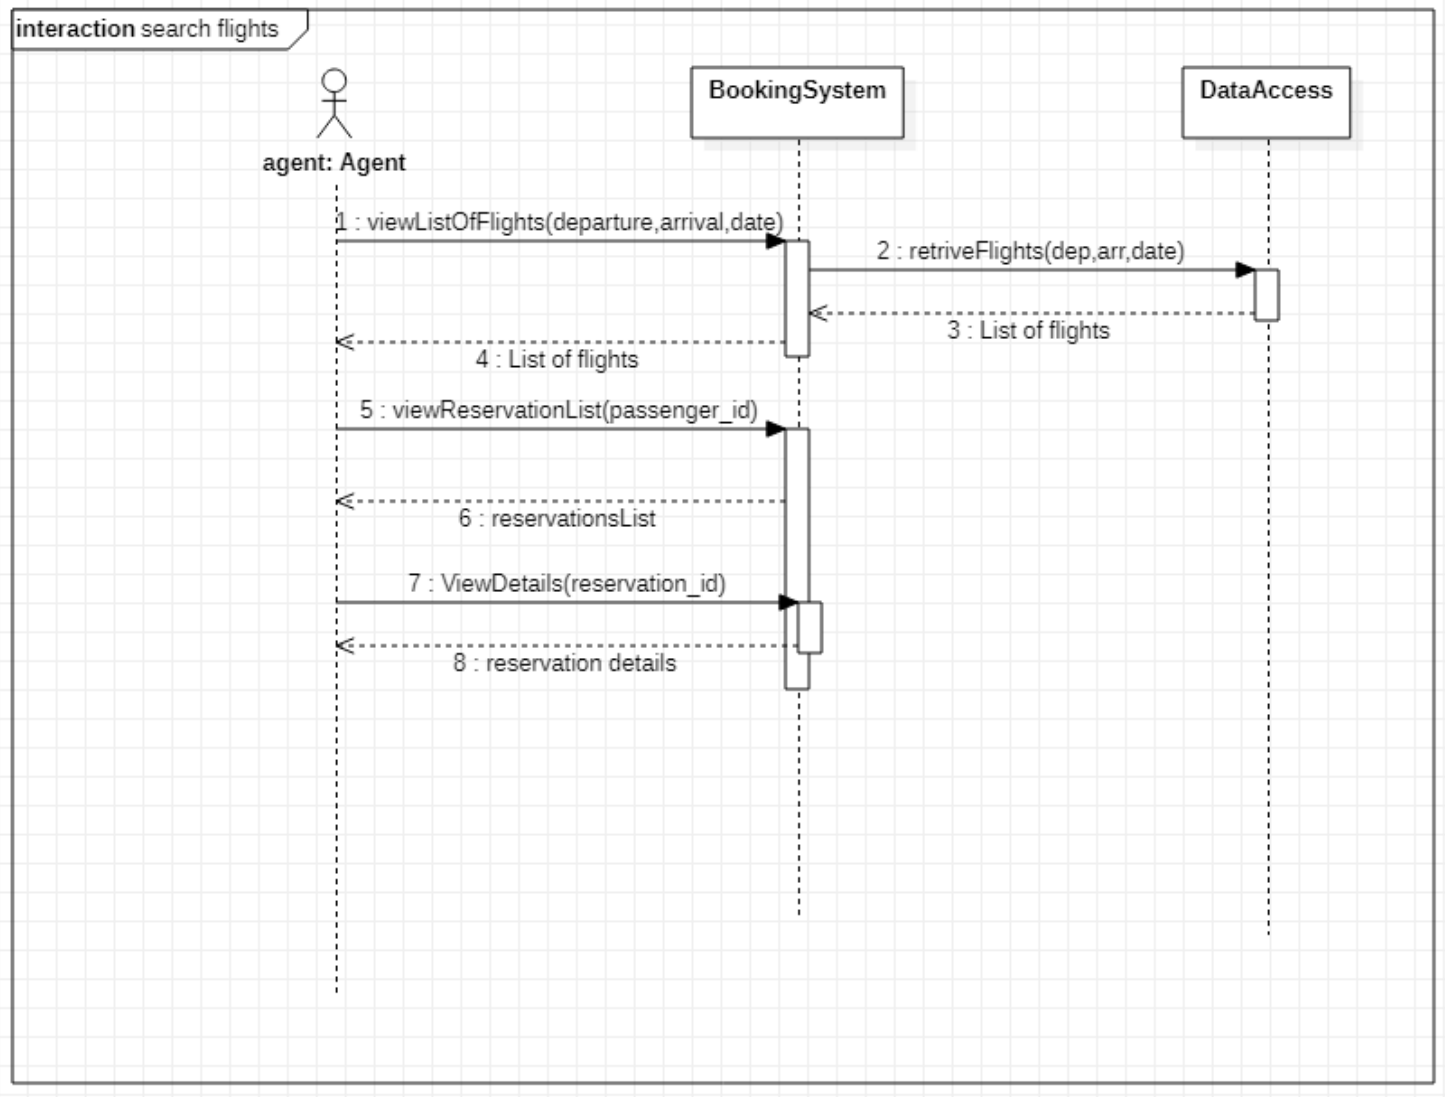 interaction search flights
BookingSystem
DataAccess
agent: Agent
1 : viewListOfFlights(departure,arrival,date)
2 : retriveFlights(dep,arr,date)
3 : List of flights
4 : List of flights
5 : viewReservationList(passenger_id)
6 : reservationsList
7 : ViewDetails(reservation_id)
8 : reservation details